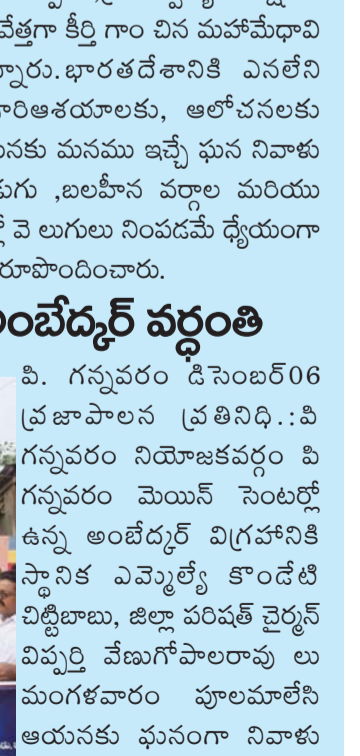 వేత్తగా కీర్తి గాం చిన మహామేధావి
న్నారు. భారతదేశానికి ఎనలేని
ఆశయాలకు, ఆలోచనలకు
మనము ఇచ్చే ఘన నివాళు
,బలహీన వర్గాల మరియు
వె లుగులు నింపడమే ధ్యేయంగా
రూపొందించారు.
అంబేద్కర్ వర్ధంతి
పి. గన్నవరం డిసెంబర్06
ప్రజాపాలన ప్రతినిధి.:పి
గన్నవరం నియోజకవర్గం పి
గన్నవరం మెయిన్ సెంటర్లో
ఉన్న అంబేద్కర్ విగ్రహానికి
స్థానిక ఎమ్మెల్యే కొండేటి
చిట్టిబాబు, జిల్లా పరిషత్ చైర్మన్
విప్పర్తి వేణుగోపాలరావు లు
మంగళవారం పూలమాలేసి
ఆయనకు ఘనంగా నివాళు